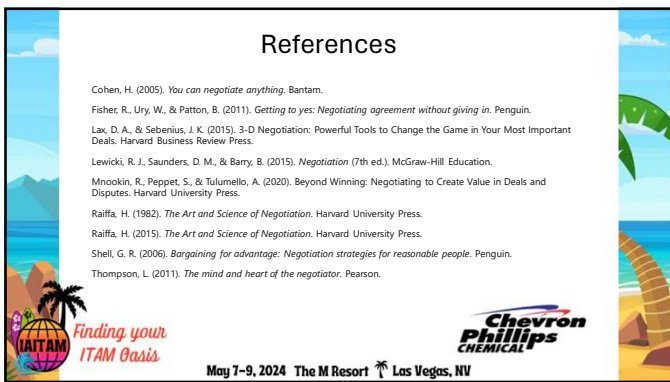 References
Cohen, H. (2005). You can negotiate anything. Bantam.
Fisher, R., Ury, W., & Patton, B. (2011). Getting to yes: Negotiating agreement without giving in. Penguin.
Lax, D. A., & Sebenius, J. K. (2015). 3-D Negotiation: Powerful Tools to Change the Game in Your Most Important
Deals. Harvard Business Review Press.
Lewicki, R. J., Saunders, D. M., & Barry, B. (2015). Negotiation (7th ed.). McGraw-Hill Education.
Mnookin, R., Peppet, S., & Tulumello, A. (2020). Beyond Winning: Negotiating to Create Value in Deals and
Disputes. Harvard University Press.
Raiffa, H. (1982). The Art and Science of Negotiation. Harvard University Press.
Raiffa, H. (2015). The Art and Science of Negotiation. Harvard University Press.
Shell, G. R. (2006). Bargaining for advantage: Negotiation strategies for reasonable people. Penguin.
Thompson, L. (2011). The mind and heart of the negotiator. Pearson.
IAITAM
Finding your
ITAM Oasis
Chevron
Phillips
CHEMICAL
May 7-9, 2024 The M Resort Las Vegas, NV